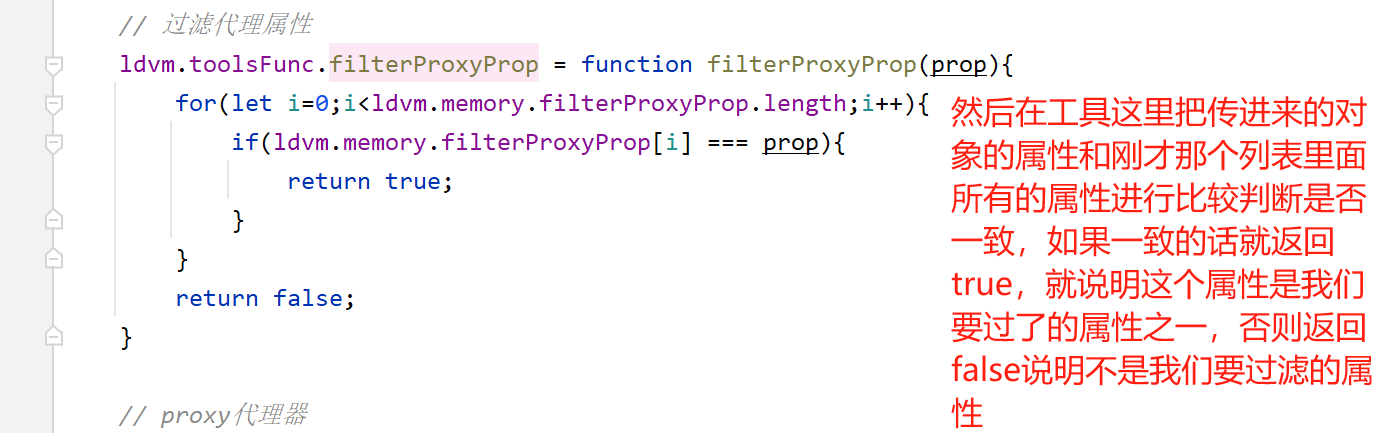 // 过滤代理属性
ldvm.toolsFunc.filterProxyProp = function filterProxyProp(prop){
for(let i=0;i<ldvm.memory.filterProxyProp.length;i++){
if(ldvm.memory.filterProxyProp[i] === prop){
return true;
}
}
return false;
}
// proxy代理器
然后在工具这里把传进来的对
象的属性和刚才那个列表里面
所有的属性进行比较判断是否
一致，如果一致的话就返回
true，就说明这个属性是我们
要过了的属性之一，否则返回
false说明不是我们要过滤的属
性